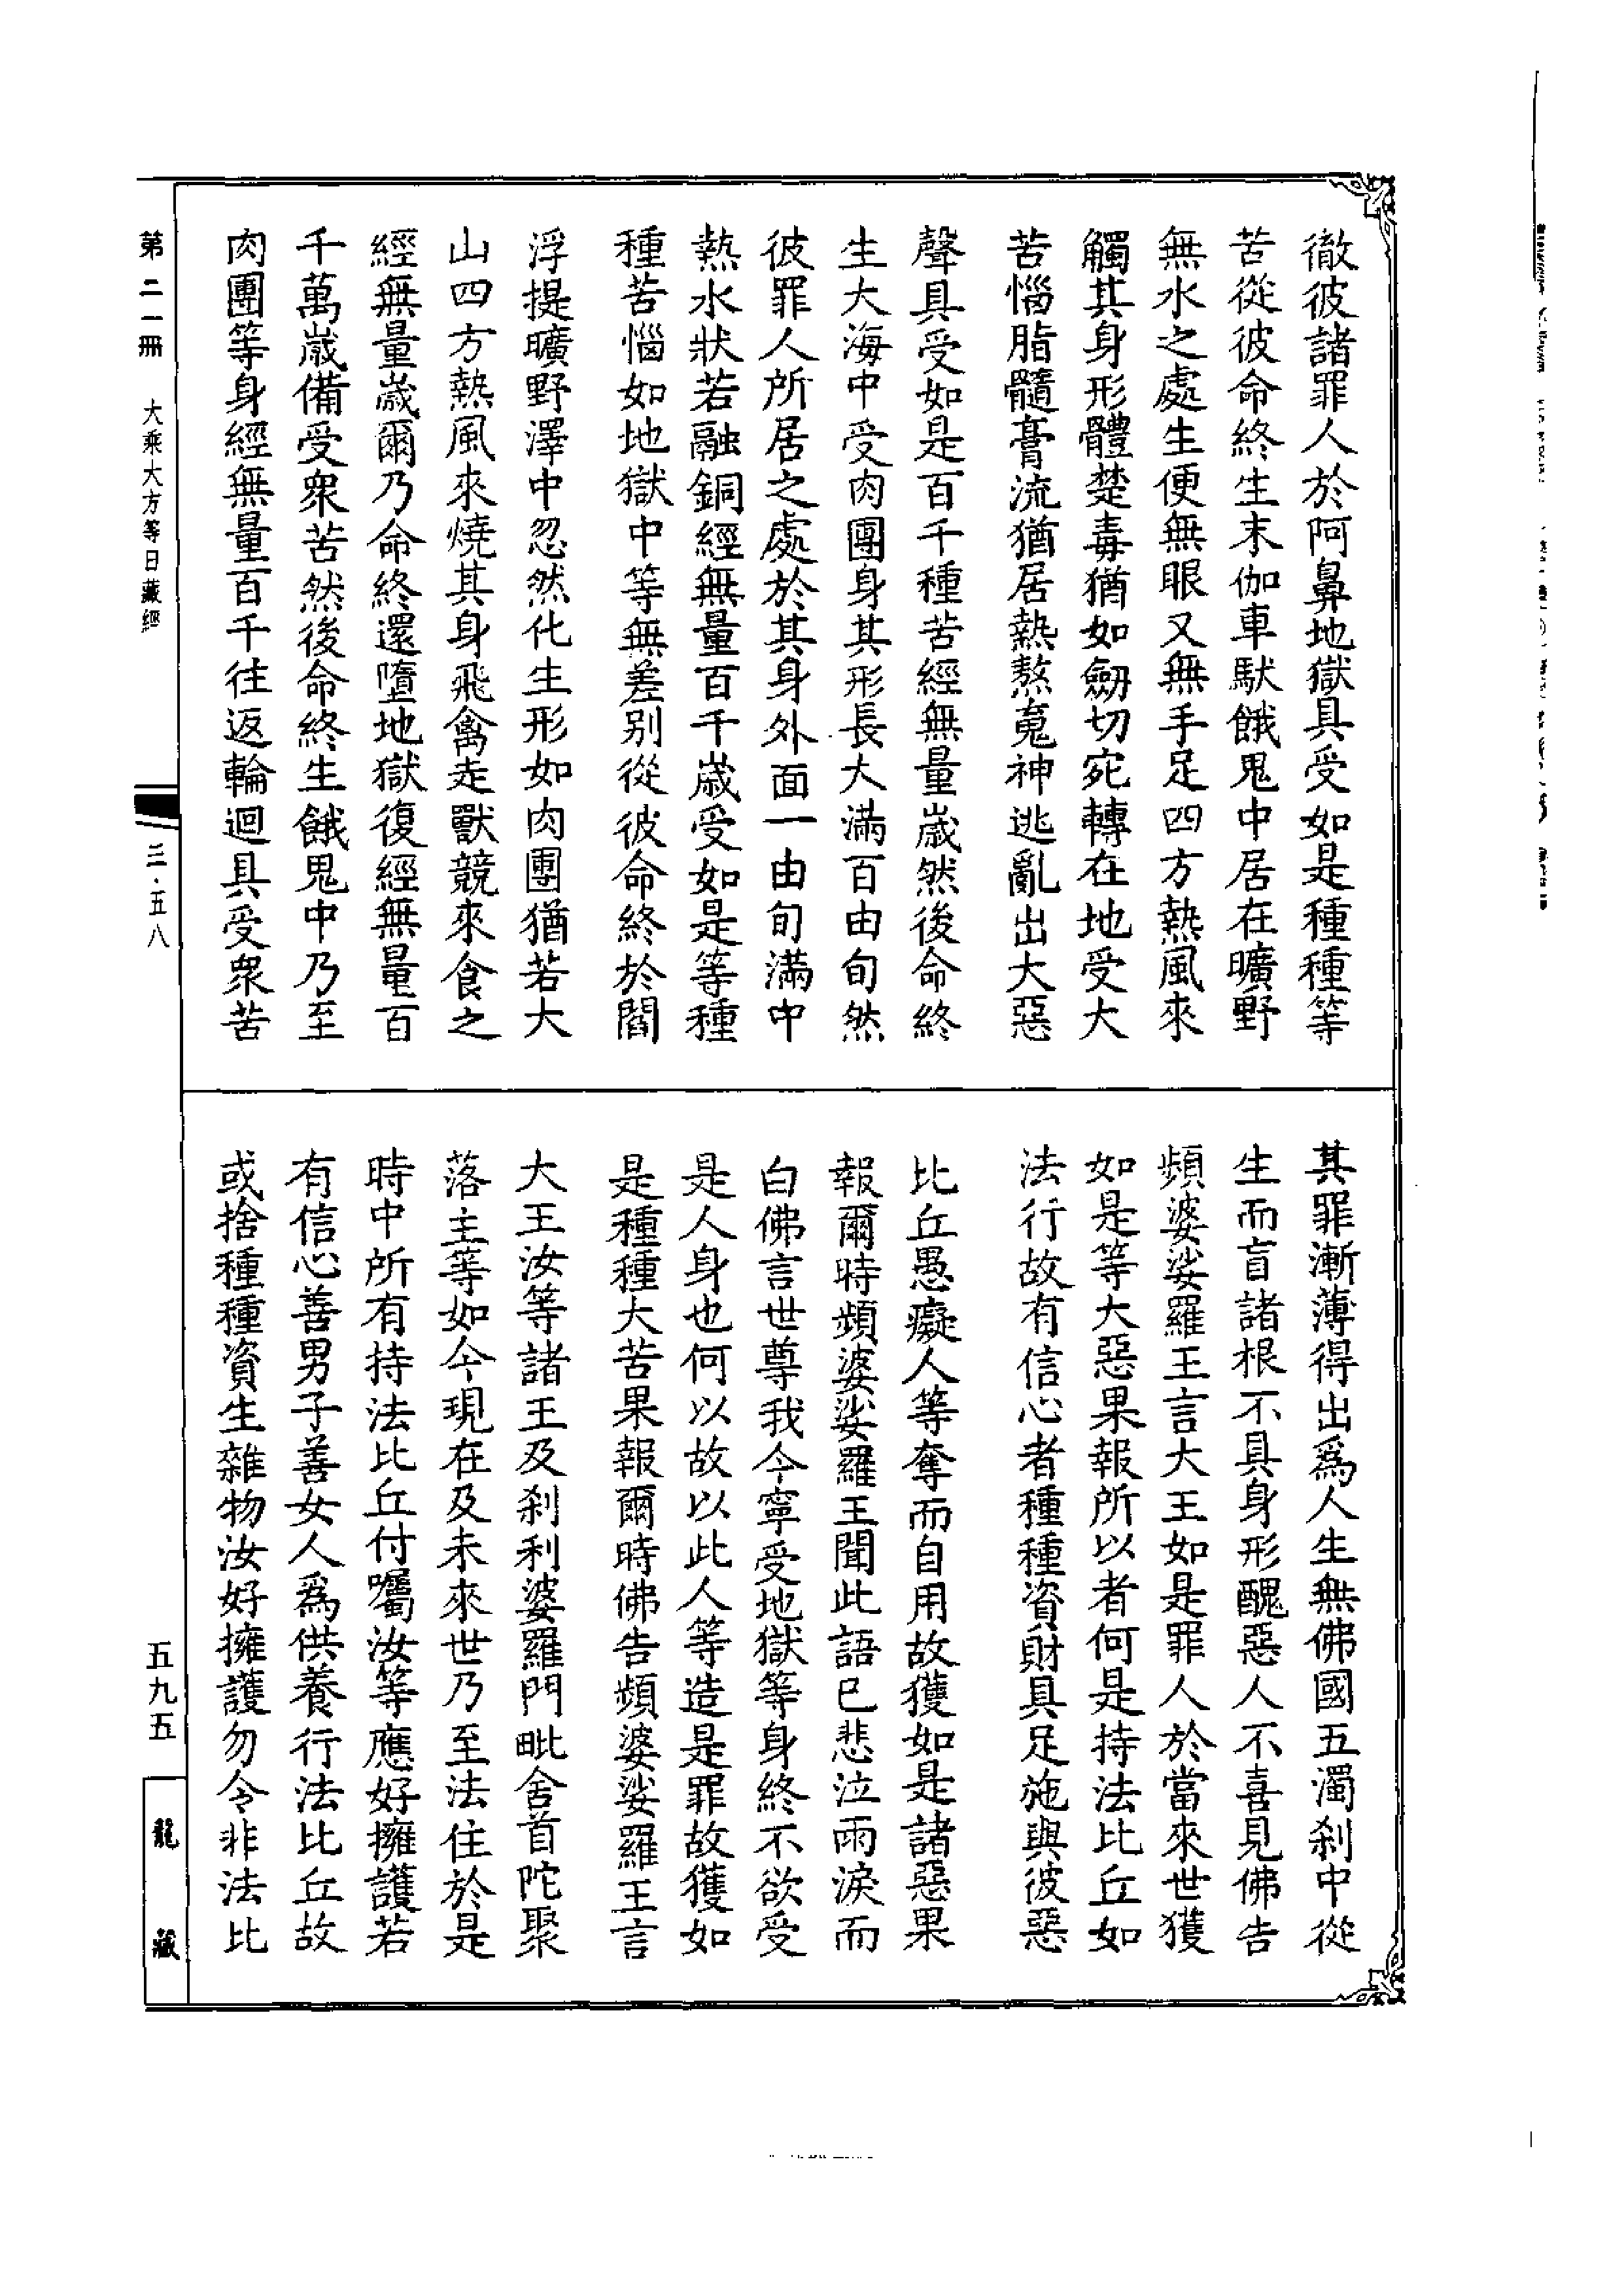 徹彼諸罪人於阿鼻地獄具受如是種種等
苦從彼命終生末伽車馱餓鬼中居在曠野
無水之處生便無眼又無手足四方熱風來
觸其身形體楚毒猶如劒切宛轉在地受大
苦惱脂髓膏流猶居熱熬䰟神逃亂出大惡
聲具受如是百千種苦經無量歲然後命終
生大海中受肉團身其形長大滿百由旬然
彼罪人所居之處於其身外面一由旬滿中
熱水狀若融銅經無量百千歲受如是等種
種苦惱如地獄中等無差別從彼命終於閻
浮提曠野澤中忽然化生形如肉團猶若大
山四方熱風來燒其身飛禽走獸競來食之
經無量歲爾乃命終還墮地獄復經無量百
千萬歲備受衆苦然後命終生餓鬼中乃至
肉團等身經無量百千往返輪迴具受衆苦
其罪漸薄得出爲人生無佛國五濁刹中從
生而盲諸根不具身形醜惡人不喜見佛告
頻婆娑羅王言大王如是罪人於當來世獲
如是等大惡果報所以者何是持法比丘如
法行故有信心者種種資財具足施與彼惡
比丘愚癡人等奪而自用故獲如是諸惡果
報爾時頻婆娑羅王聞此語已悲泣雨淚而
白佛言世尊我今寧受地獄等身終不欲受
是人身也何以故以此人等造是罪故獲如
是種種大苦果報爾時佛告頻婆娑羅王言
大王汝等諸王及刹利婆羅門毗舍首陀聚
落主等如今現在及未來世乃至法住於是
時中所有持法比丘付囑汝等應好擁護若
有信心善男子善女人爲供養行法比丘故
或捨種種資生雜物汝好擁護勿令非法比
第二一冊 大乘大方等日藏經 三·五八
五九五
龍藏